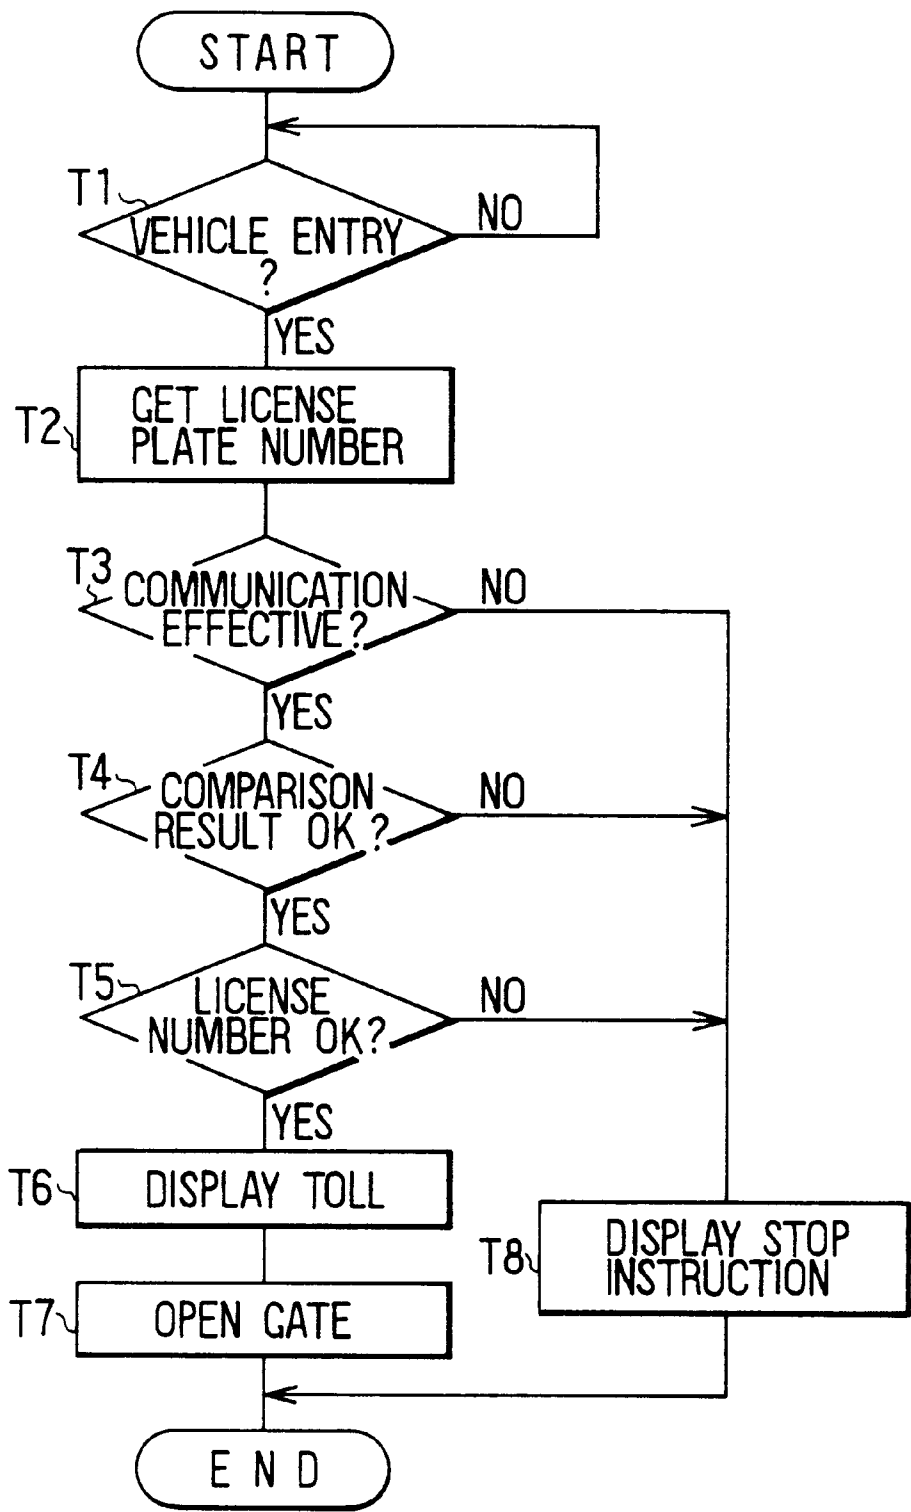 START
T1
VEHICLE ENTRY
?
NO
YES
T2
GET LICENSE
PLATE NUMBER
T3
COMMUNICATION
EFFECTIVE?
NO
YES
T4
COMPARISON
RESULT OK?
NO
YES
T5
LICENSE
NUMBER OK?
NO
YES
T6
DISPLAY TOLL
T8
DISPLAY STOP
INSTRUCTION
T7
OPEN GATE
END